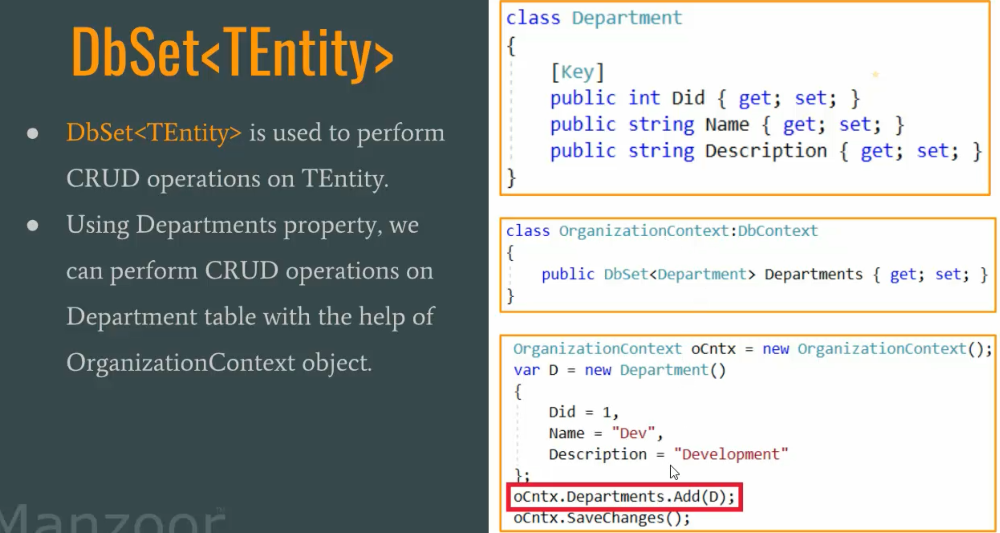 DbSet<TEntity>
● DbSet<TEntity> is used to perform
CRUD operations on TEntity.
● Using Departments property, we
can perform CRUD operations on
Department table with the help of
OrganizationContext object.
Manzoor™
class Department
{
[Key]
public int Did { get; set; }
public string Name { get; set; }
public string Description { get; set; }
}
class OrganizationContext:DbContext
{
public DbSet<Department> Departments { get; set; }
}
OrganizationContext oCntx = new OrganizationContext();
var D = new Department()
{
Did = 1,
Name = "Dev",
Description = "Development"
};
oCntx.Departments.Add(D);
oCntx.SaveChanges();